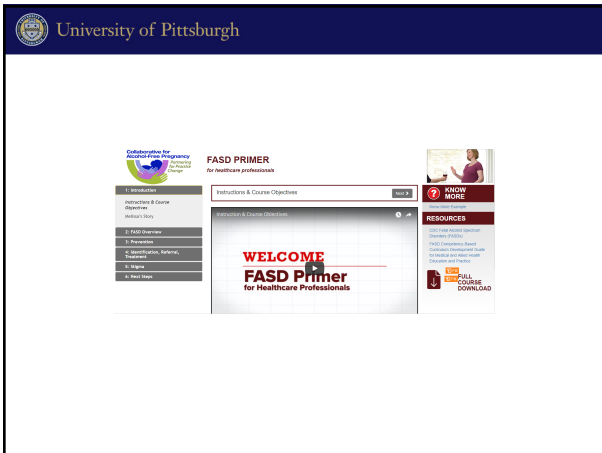 University of Pittsburgh
Collaborative for
Alcohol-Free Pregnancy
Partnering
for Practice
Change
FASD PRIMER
for healthcare professionals
1: Introduction
Instructions & Course
Objectives
Melissa's Story
2: FASD Overview
3: Prevention
4: Identification, Referral,
Treatment
5: Stigma
6: Next Steps
Instructions & Course Objectives
Next
Instruction & Course Objectives
WELCOME
FASD Primer
for Healthcare Professionals
? KNOW
MORE
Know More Example
RESOURCES
CDC Fetal Alcohol Spectrum
Disorders (FASDs)
FASD Competency-Based
Curriculum Development Guide
for Medical and Allied Health
Education and Practice
FULL
COURSE
DOWNLOAD